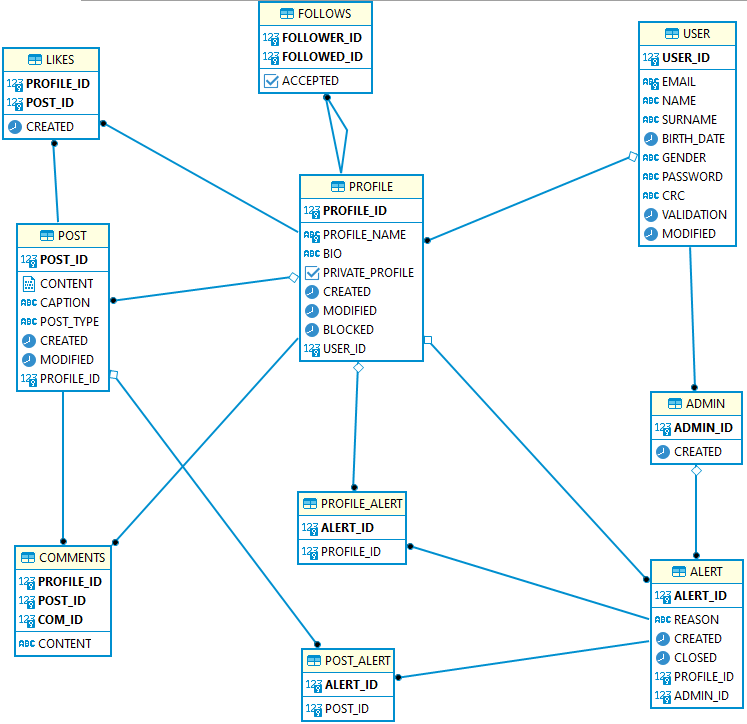 FOLLOWS
FOLLOWER_ID
FOLLOWED_ID
ACCEPTED
LIKES
PROFILE_ID
POST_ID
CREATED
USER
USER_ID
EMAIL
NAME
SURNAME
BIRTH_DATE
GENDER
PASSWORD
CRC
VALIDATION
MODIFIED
PROFILE
PROFILE_ID
PROFILE_NAME
BIO
PRIVATE_PROFILE
CREATED
MODIFIED
BLOCKED
USER_ID
POST
POST_ID
CONTENT
CAPTION
POST_TYPE
CREATED
MODIFIED
PROFILE_ID
ADMIN
ADMIN_ID
CREATED
PROFILE_ALERT
ALERT_ID
PROFILE_ID
COMMENTS
PROFILE_ID
POST_ID
COM_ID
CONTENT
ALERT
ALERT_ID
REASON
CREATED
CLOSED
PROFILE_ID
ADMIN_ID
POST_ALERT
ALERT_ID
POST_ID